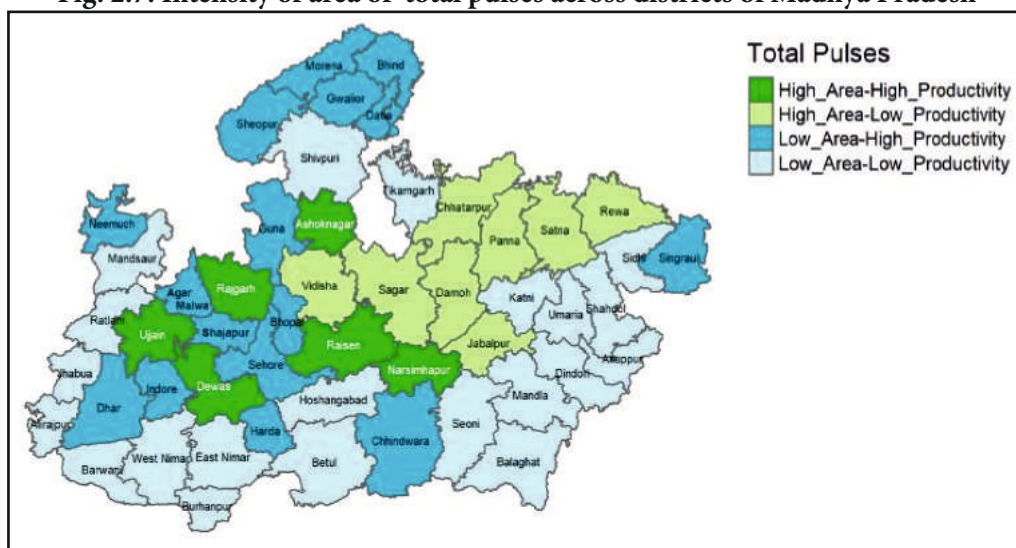 Fig. 2.7: Intensity of area of total pulses across districts of Madhya Pradesh
Total Pulses
High_Area-High_Productivity
High_Area-Low_Productivity
Low_Area-High_Productivity
Low_Area-Low_Productivity
Morena
Bhind
Gwalior
Datia
Sheopur
Shivpuri
Tikamgarh
Chhatarpur
Rewa
Ashoknagar
Guna
Panna
Satna
Neemuch
Sidhi
Singrauli
Mandsaur
Vidisha
Sagar
Damoh
Katni
Shahdol
Rajgarh
Agar
Malwa
Umaria
Ratlam
Ujjain
Shajapur
Bhopal
Raisen
Jabalpur
Anuppur
Jhabua
Sehore
Narsimhapur
Dindori
Indore
Dewas
Dhar
Hoshangabad
Mandla
Alirajpur
Harda
Chhindwara
Seoni
Barwani
West Nimar
East Nimar
Betul
Balaghat
Burhanpur